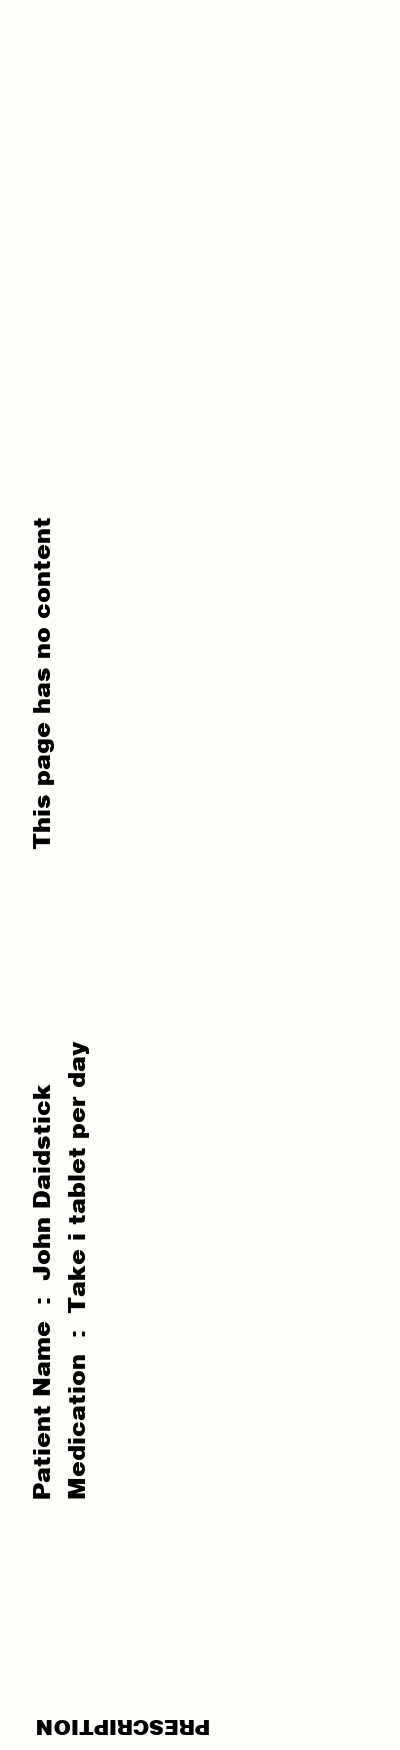 PRESCRIPTION
Patient Name : John Daidstick
Medication : Take i tablet per day
This page has no content